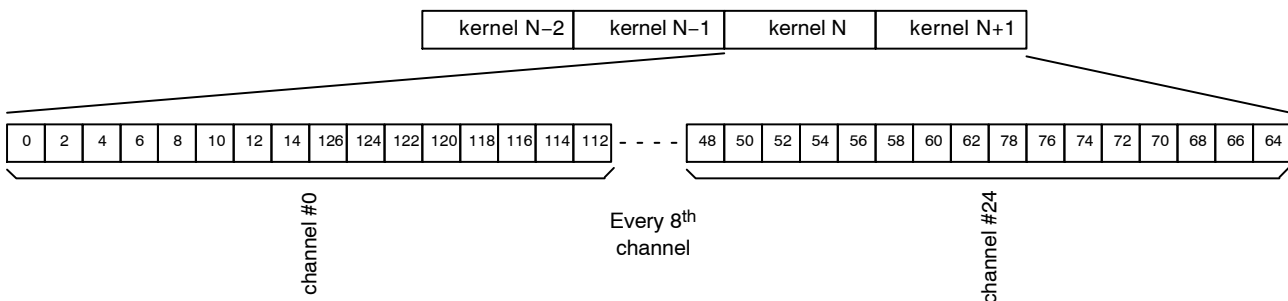 kernel N−2 kernel N−1 kernel N kernel N+1
0 2 4 6 8 10 12 14 126 124 122 120 118 116 114 112 - - - - 48 50 52 54 56 58 60 62 78 76 74 72 70 68 66 64
channel #0
Every 8th
channel
channel #24